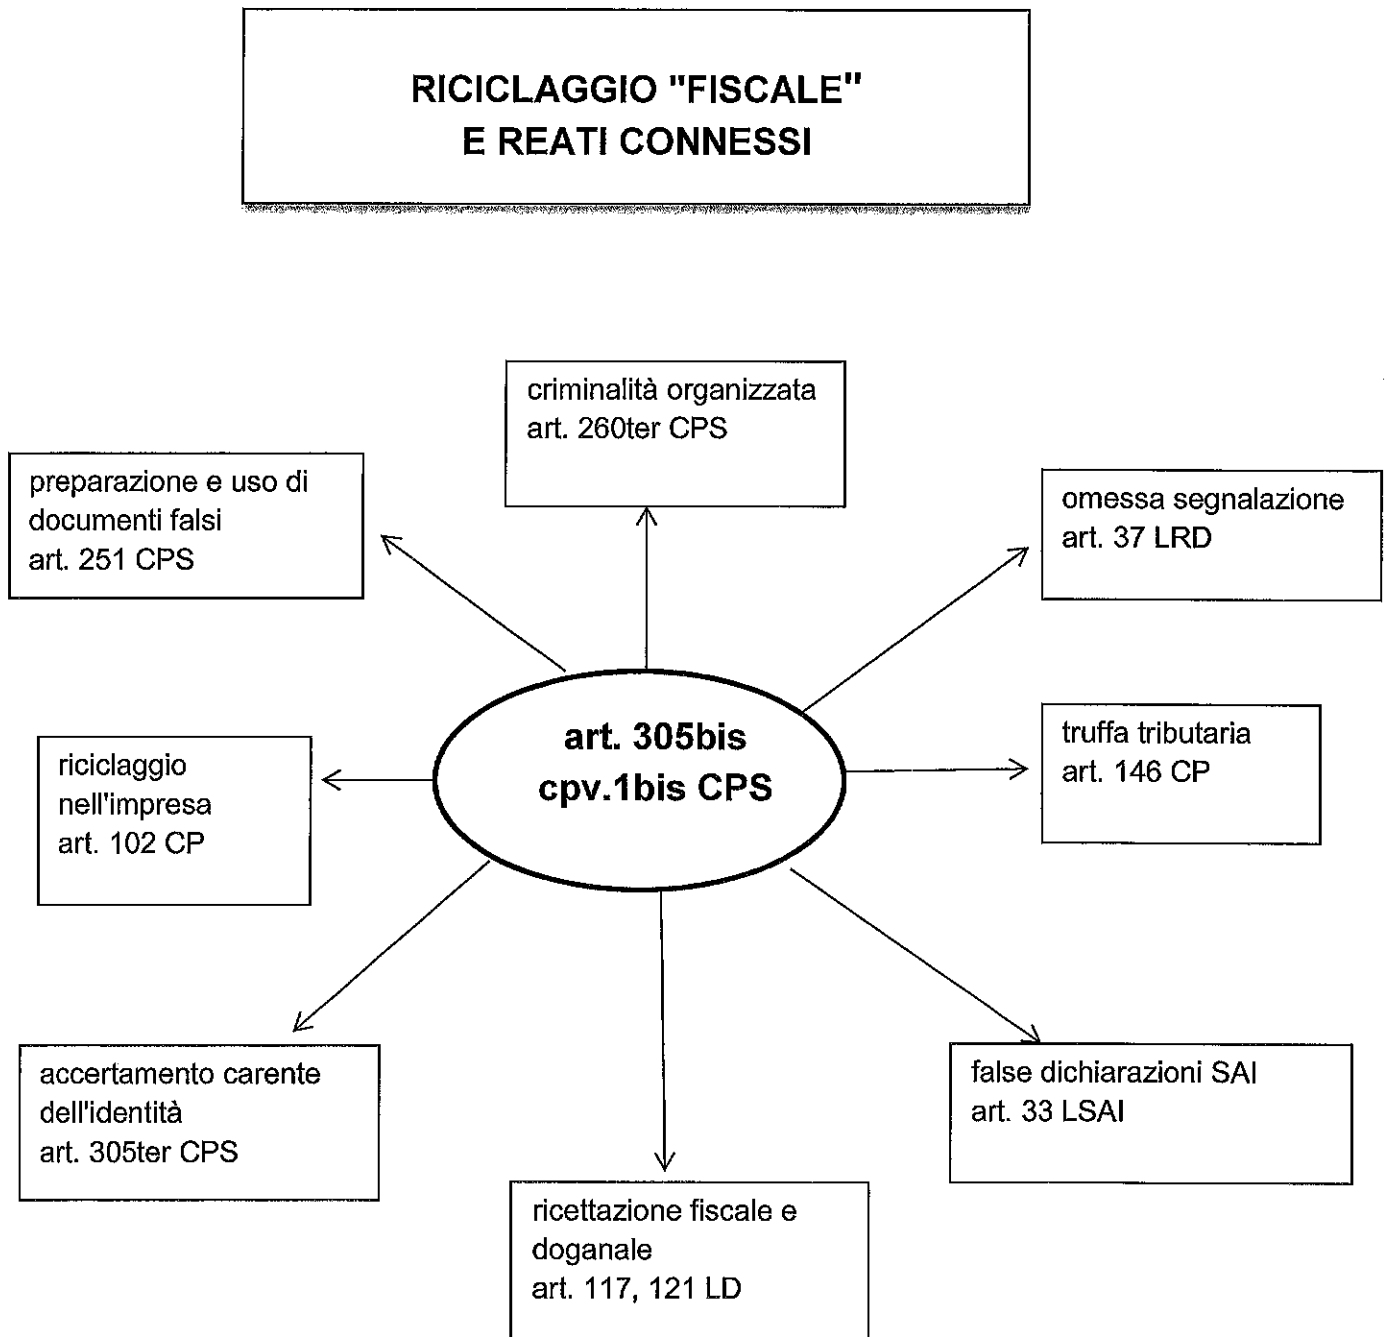 RICICLAGGIO "FISCALE"
E REATI CONNESSI
criminalità organizzata
art. 260ter CPS
preparazione e uso di
documenti falsi
art. 251 CPS
omessa segnalazione
art. 37 LRD
art. 305bis
cpv.1bis CPS
truffa tributaria
art. 146 CP
riciclaggio
nell'impresa
art. 102 CP
accertamento carente
dell'identità
art. 305ter CPS
false dichiarazioni SAI
art. 33 LSAI
ricettazione fiscale e
doganale
art. 117, 121 LD